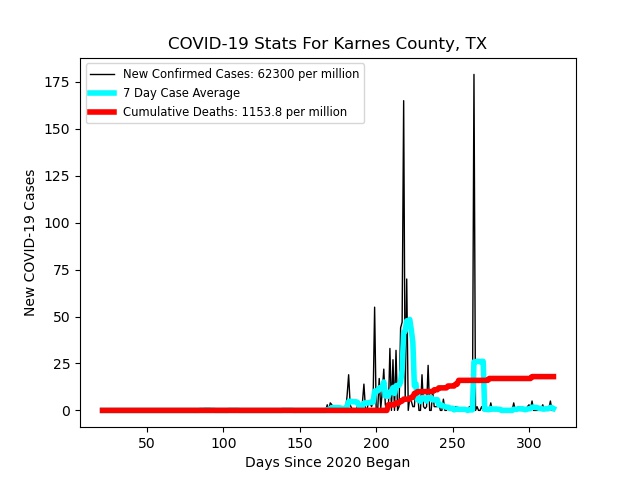 COVID-19 Stats For Karnes County, TX
New Confirmed Cases: 62300 per million
7 Day Case Average
Cumulative Deaths: 1153.8 per million
New COVID-19 Cases
175
150
125
100
75
50
25
0
50 100 150 200 250 300
Days Since 2020 Began